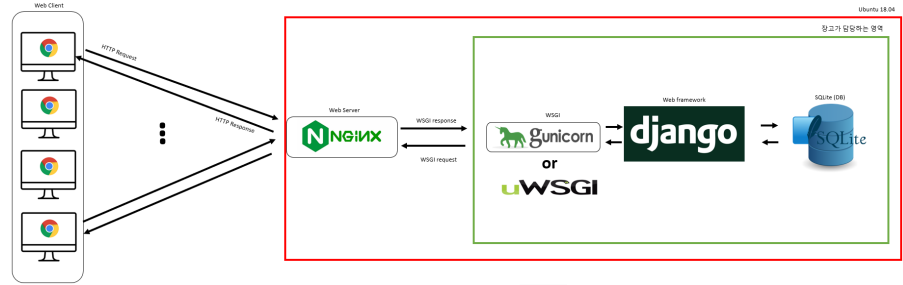 Web Client
Ubuntu 18.04
장고가 담당하는 영역
HTTP Request
HTTP Response
Web Server
NGiNX
WSGI response
WSGI request
WSGI
gunicorn
or
uWSGI
Web framework
django
SQLite (DB)
SQLite